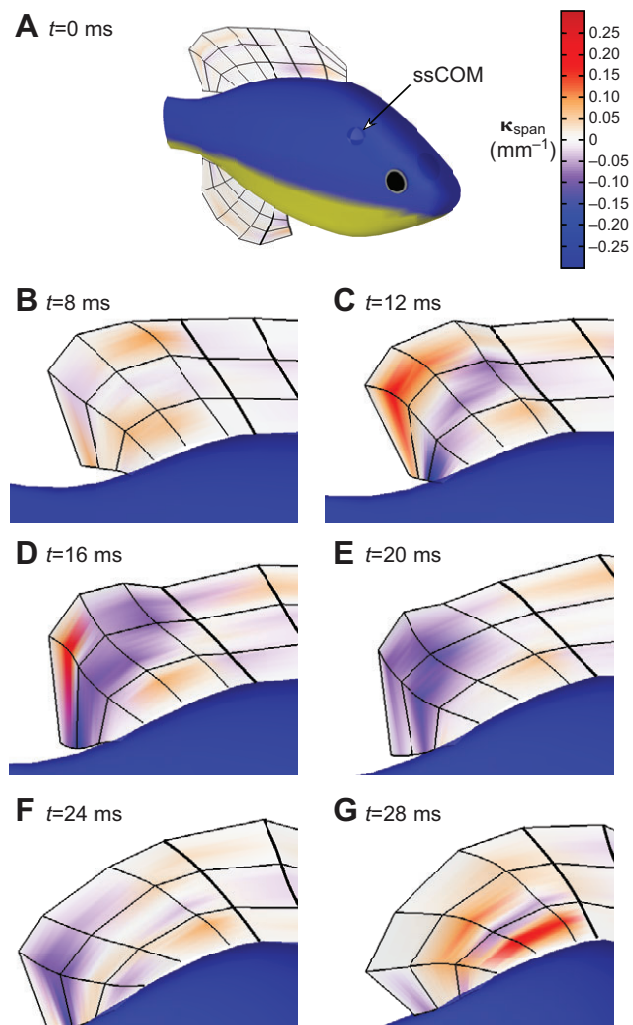 A t=0 ms
ssCOM
κspan
(mm−1)
0.25
0.20
0.15
0.10
0.05
0
−0.05
−0.10
−0.15
−0.20
−0.25
B t=8 ms
C t=12 ms
D t=16 ms
E t=20 ms
F t=24 ms
G t=28 ms